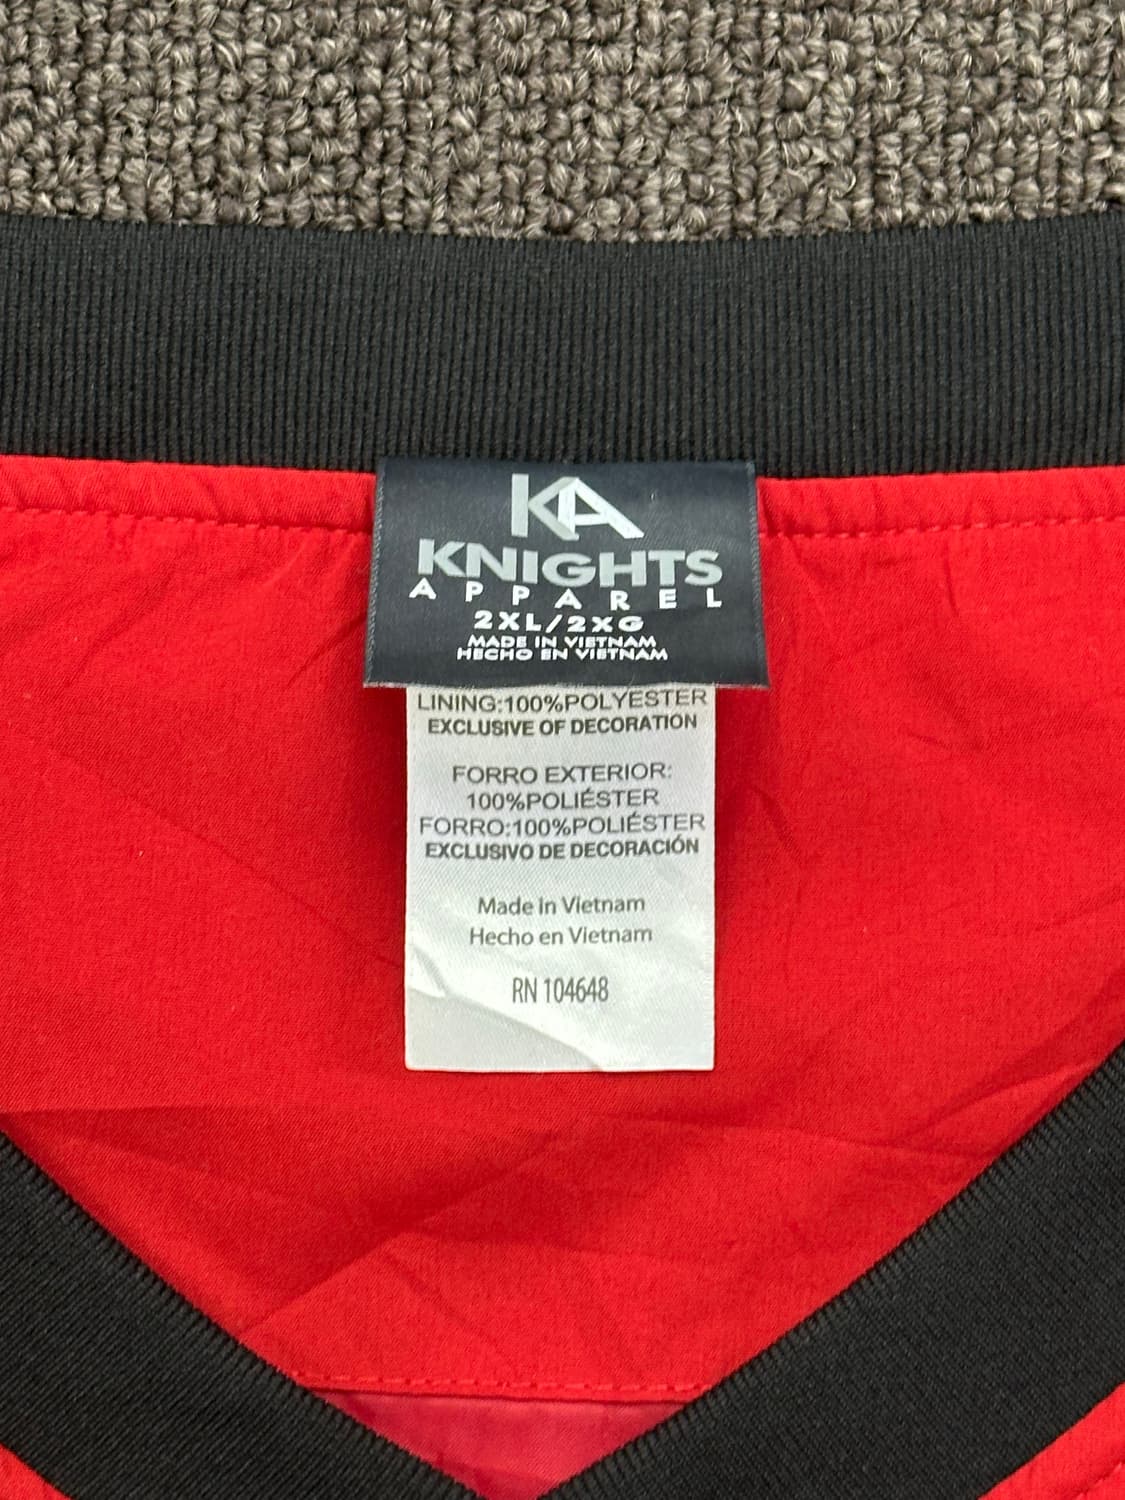 KA
KNIGHTS
APPAREL
2XL/2XG
MADE IN VIETNAM
HECHO EN VIETNAM
LINING:100%POLYESTER
EXCLUSIVE OF DECORATION
FORRO EXTERIOR:
100%POLIÉSTER
FORRO:100%POLIÉSTER
EXCLUSIVO DE DECORACIÓN
Made in Vietnam
Hecho en Vietnam
RN 104648